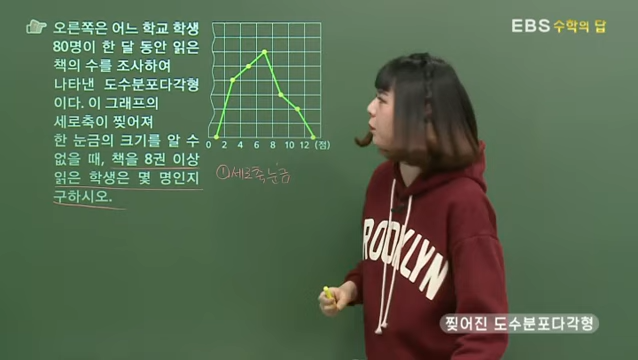 EBS 수학의 답
오른쪽은 어느 학교 학생
80명이 한 달 동안 읽은
책의 수를 조사하여
나타낸 도수분포다각형
이다. 이 그래프의
세로축이 찢어져
한 눈금의 크기를 알 수
없을 때, 책을 8권 이상
읽은 학생은 몇 명인지
구하시오.
0 2 4 6 8 10 12 (점)
①세로축눈금
BROOKLYN
찢어진 도수분포다각형